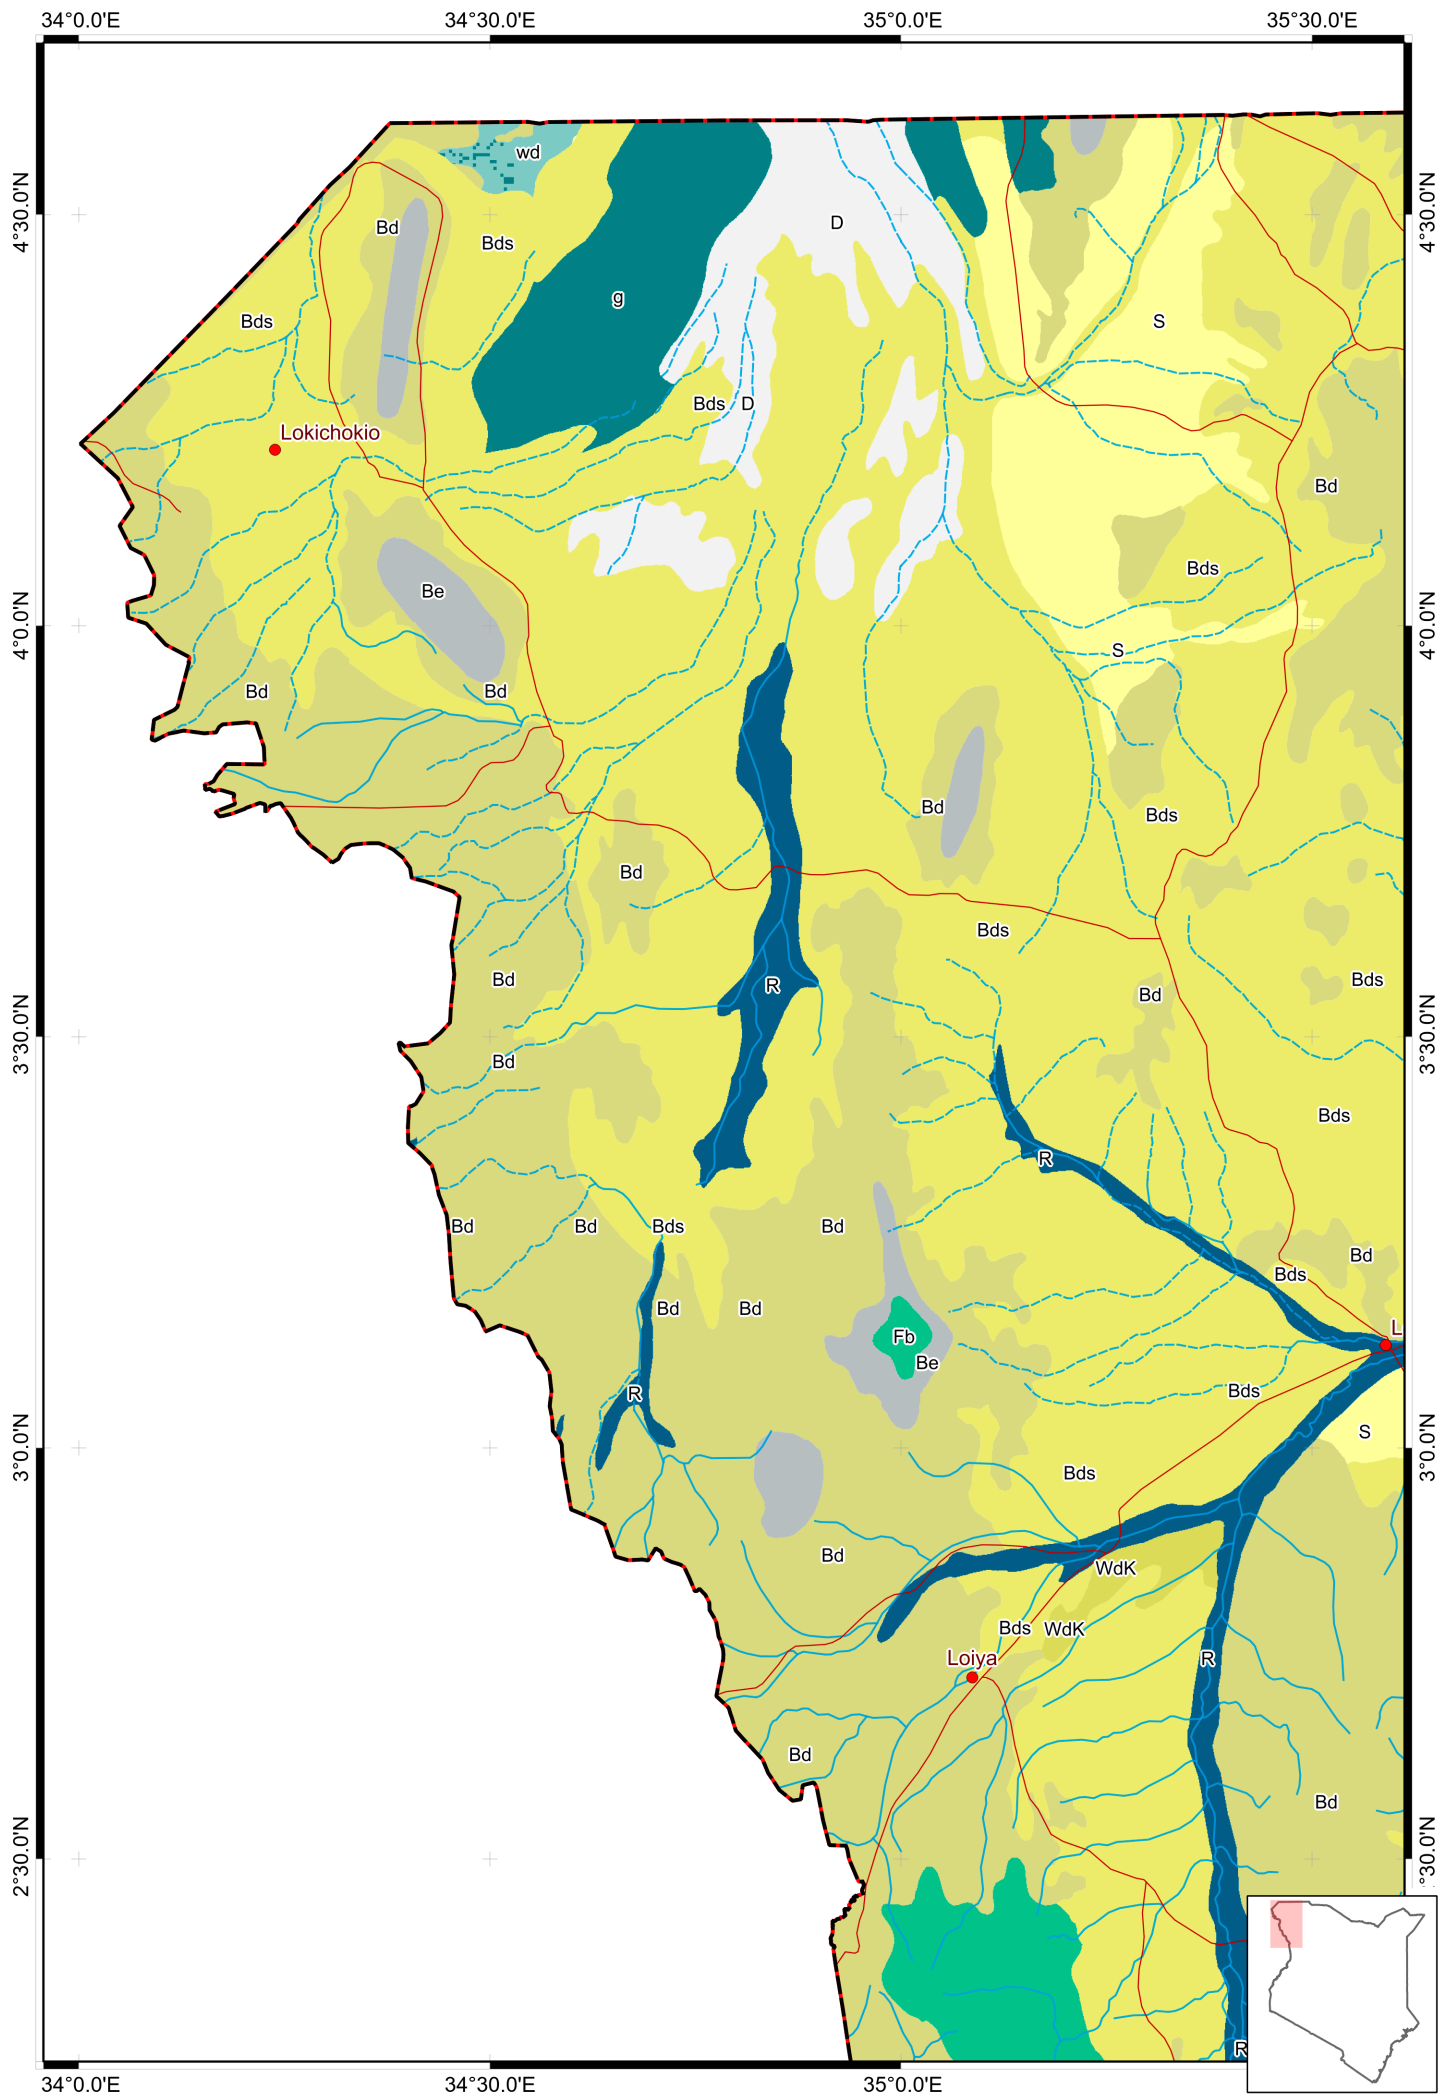 34°0.0'E 34°30.0'E 35°0.0'E 35°30.0'E
wd
4°30.0'N 4°30.0'N
Bd Bds D
g
Bds S
Bds D
Lokichokio
Bd
Bds
Be
4°0.0'N 4°0.0'N
S
Bd Bd
Bd Bds
Bd
Bds
Bd R Bd Bds
3°30.0'N 3°30.0'N
Bd
Bds
R
Bd Bd Bds Bd
Bd
Bds
Bd Bd
L
Fb
Be
R Bds
S
3°0.0'N 3°0.0'N
Bds
Bd
WdK
Bds WdK
Loiya R
Bd
Bd
2°30.0'N :30.0'N
R
34°0.0'E 34°30.0'E 35°0.0'E